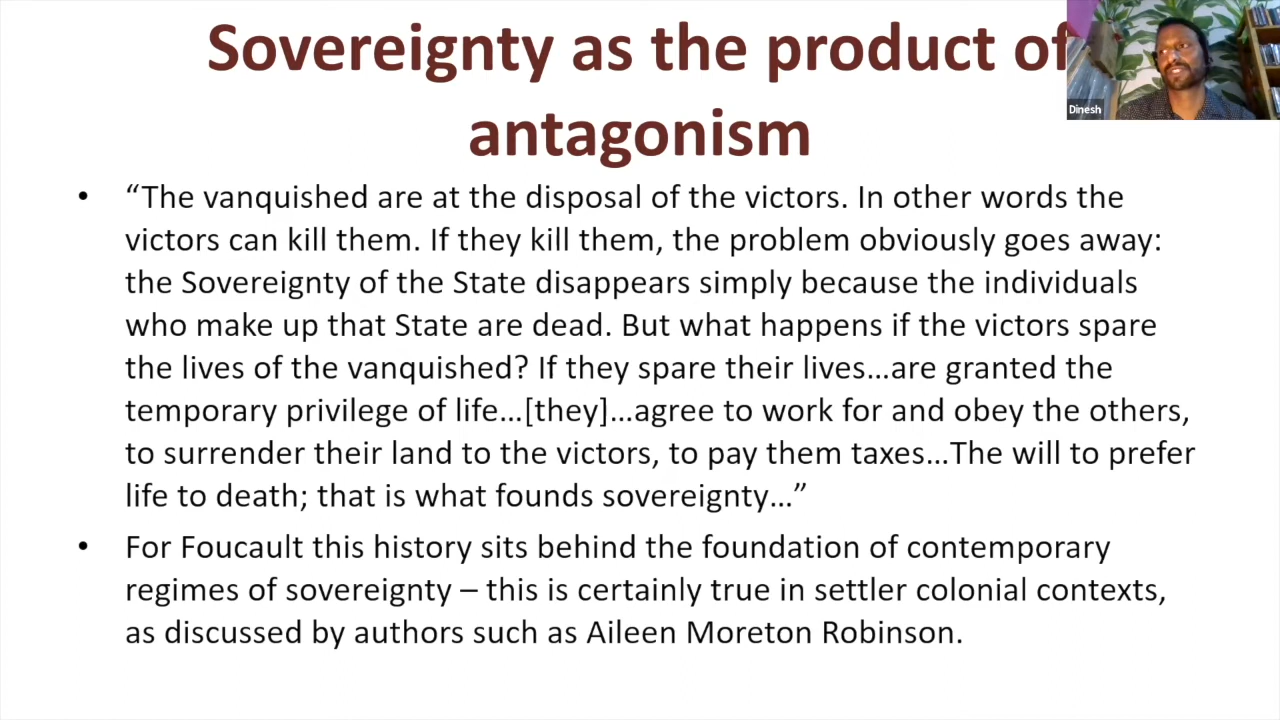 Sovereignty as the product of
antagonism
Dinesh
• “The vanquished are at the disposal of the victors. In other words the
victors can kill them. If they kill them, the problem obviously goes away:
the Sovereignty of the State disappears simply because the individuals
who make up that State are dead. But what happens if the victors spare
the lives of the vanquished? If they spare their lives…are granted the
temporary privilege of life…[they]…agree to work for and obey the others,
to surrender their land to the victors, to pay them taxes…The will to prefer
life to death; that is what founds sovereignty…”
• For Foucault this history sits behind the foundation of contemporary
regimes of sovereignty – this is certainly true in settler colonial contexts,
as discussed by authors such as Aileen Moreton Robinson.